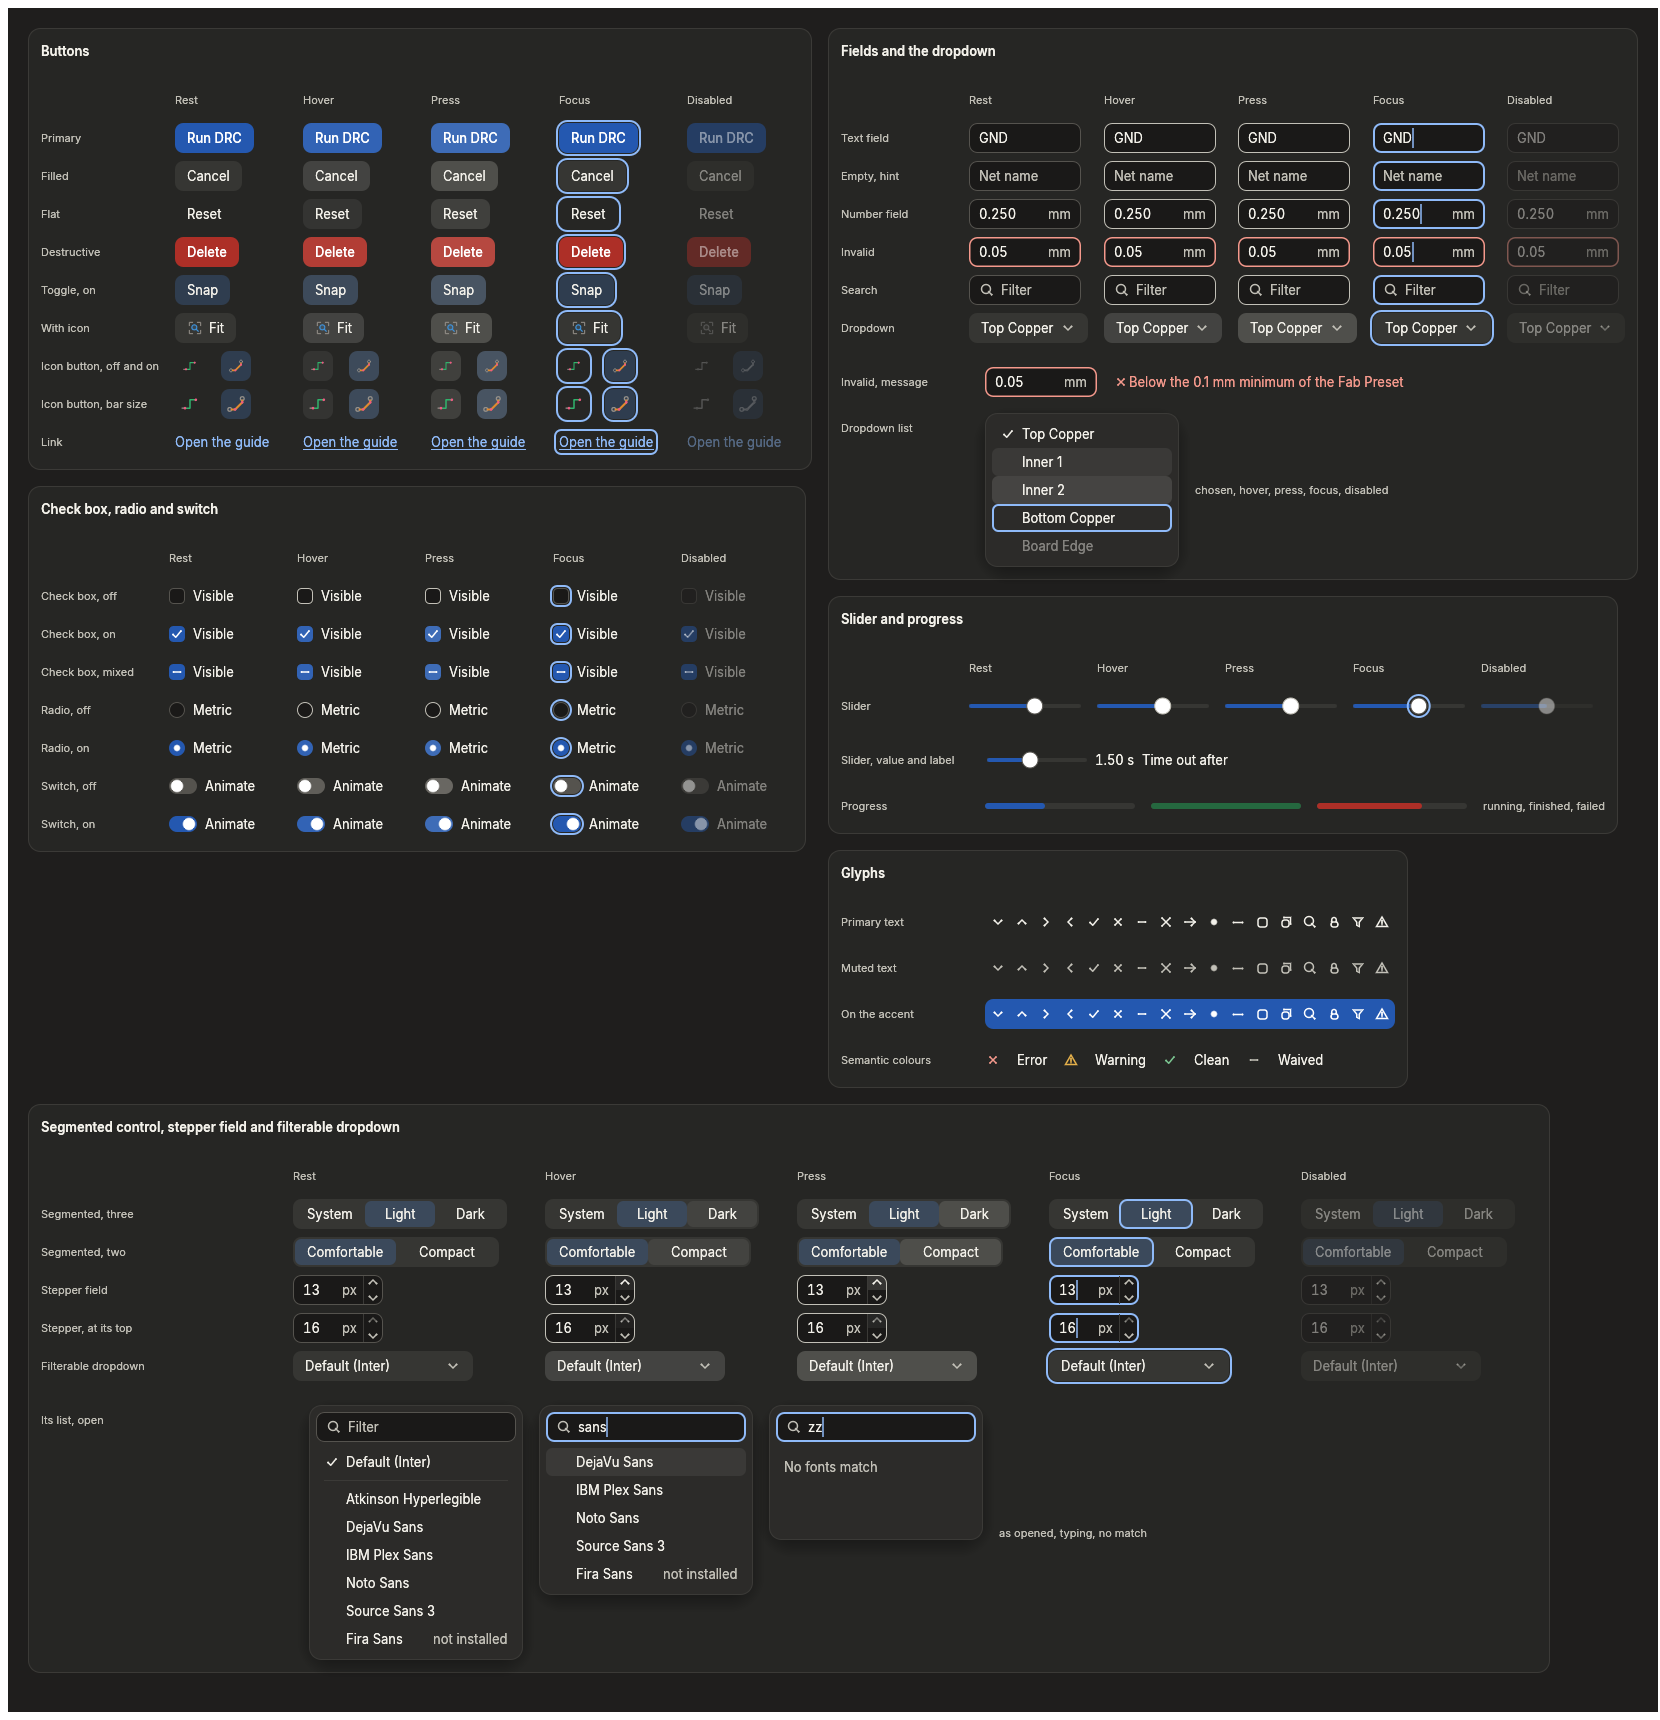 Buttons
Rest Hover Press Focus Disabled
Primary Run DRC Run DRC Run DRC Run DRC Run DRC
Filled Cancel Cancel Cancel Cancel Cancel
Flat Reset Reset Reset Reset Reset
Destructive Delete Delete Delete Delete Delete
Toggle, on Snap Snap Snap Snap Snap
With icon Fit Fit Fit Fit Fit
Icon button, off and on
Icon button, bar size
Link Open the guide Open the guide Open the guide Open the guide Open the guide
Fields and the dropdown
Rest Hover Press Focus Disabled
Text field GND GND GND GND GND
Empty, hint Net name Net name Net name Net name Net name
Number field 0.250 mm 0.250 mm 0.250 mm 0.250 mm 0.250 mm
Invalid 0.05 mm 0.05 mm 0.05 mm 0.05 mm 0.05 mm
Search Filter Filter Filter Filter Filter
Dropdown Top Copper Top Copper Top Copper Top Copper Top Copper
Invalid, message 0.05 mm Below the 0.1 mm minimum of the Fab Preset
Dropdown list
Top Copper
Inner 1
Inner 2
chosen, hover, press, focus, disabled
Bottom Copper
Board Edge
Check box, radio and switch
Rest Hover Press Focus Disabled
Check box, off Visible Visible Visible Visible Visible
Check box, on Visible Visible Visible Visible Visible
Check box, mixed Visible Visible Visible Visible Visible
Radio, off Metric Metric Metric Metric Metric
Radio, on Metric Metric Metric Metric Metric
Switch, off Animate Animate Animate Animate Animate
Switch, on Animate Animate Animate Animate Animate
Slider and progress
Rest Hover Press Focus Disabled
Slider
Slider, value and label 1.50 s Time out after
Progress running, finished, failed
Glyphs
Primary text
Muted text
On the accent
Semantic colours Error Warning Clean Waived
Segmented control, stepper field and filterable dropdown
Rest Hover Press Focus Disabled
Segmented, three System Light Dark System Light Dark System Light Dark System Light Dark System Light Dark
Segmented, two Comfortable Compact Comfortable Compact Comfortable Compact Comfortable Compact Comfortable Compact
Stepper field 13 px 13 px 13 px 13 px 13 px
Stepper, at its top 16 px 16 px 16 px 16 px 16 px
Filterable dropdown Default (Inter) Default (Inter) Default (Inter) Default (Inter) Default (Inter)
Its list, open
Filter
Default (Inter)
Atkinson Hyperlegible
DejaVu Sans
IBM Plex Sans
Noto Sans
Source Sans 3
Fira Sans not installed
sans
DejaVu Sans
IBM Plex Sans
Noto Sans
Source Sans 3
Fira Sans not installed
zz
No fonts match
as opened, typing, no match